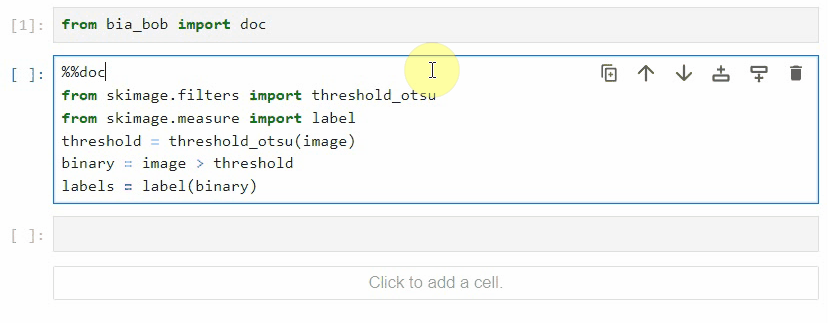 [1]: from bia_bob import doc
[ ]: %%doc
from skimage.filters import threshold_otsu
from skimage.measure import label
threshold = threshold_otsu(image)
binary = image > threshold
labels = label(binary)
[ ]:
Click to add a cell.